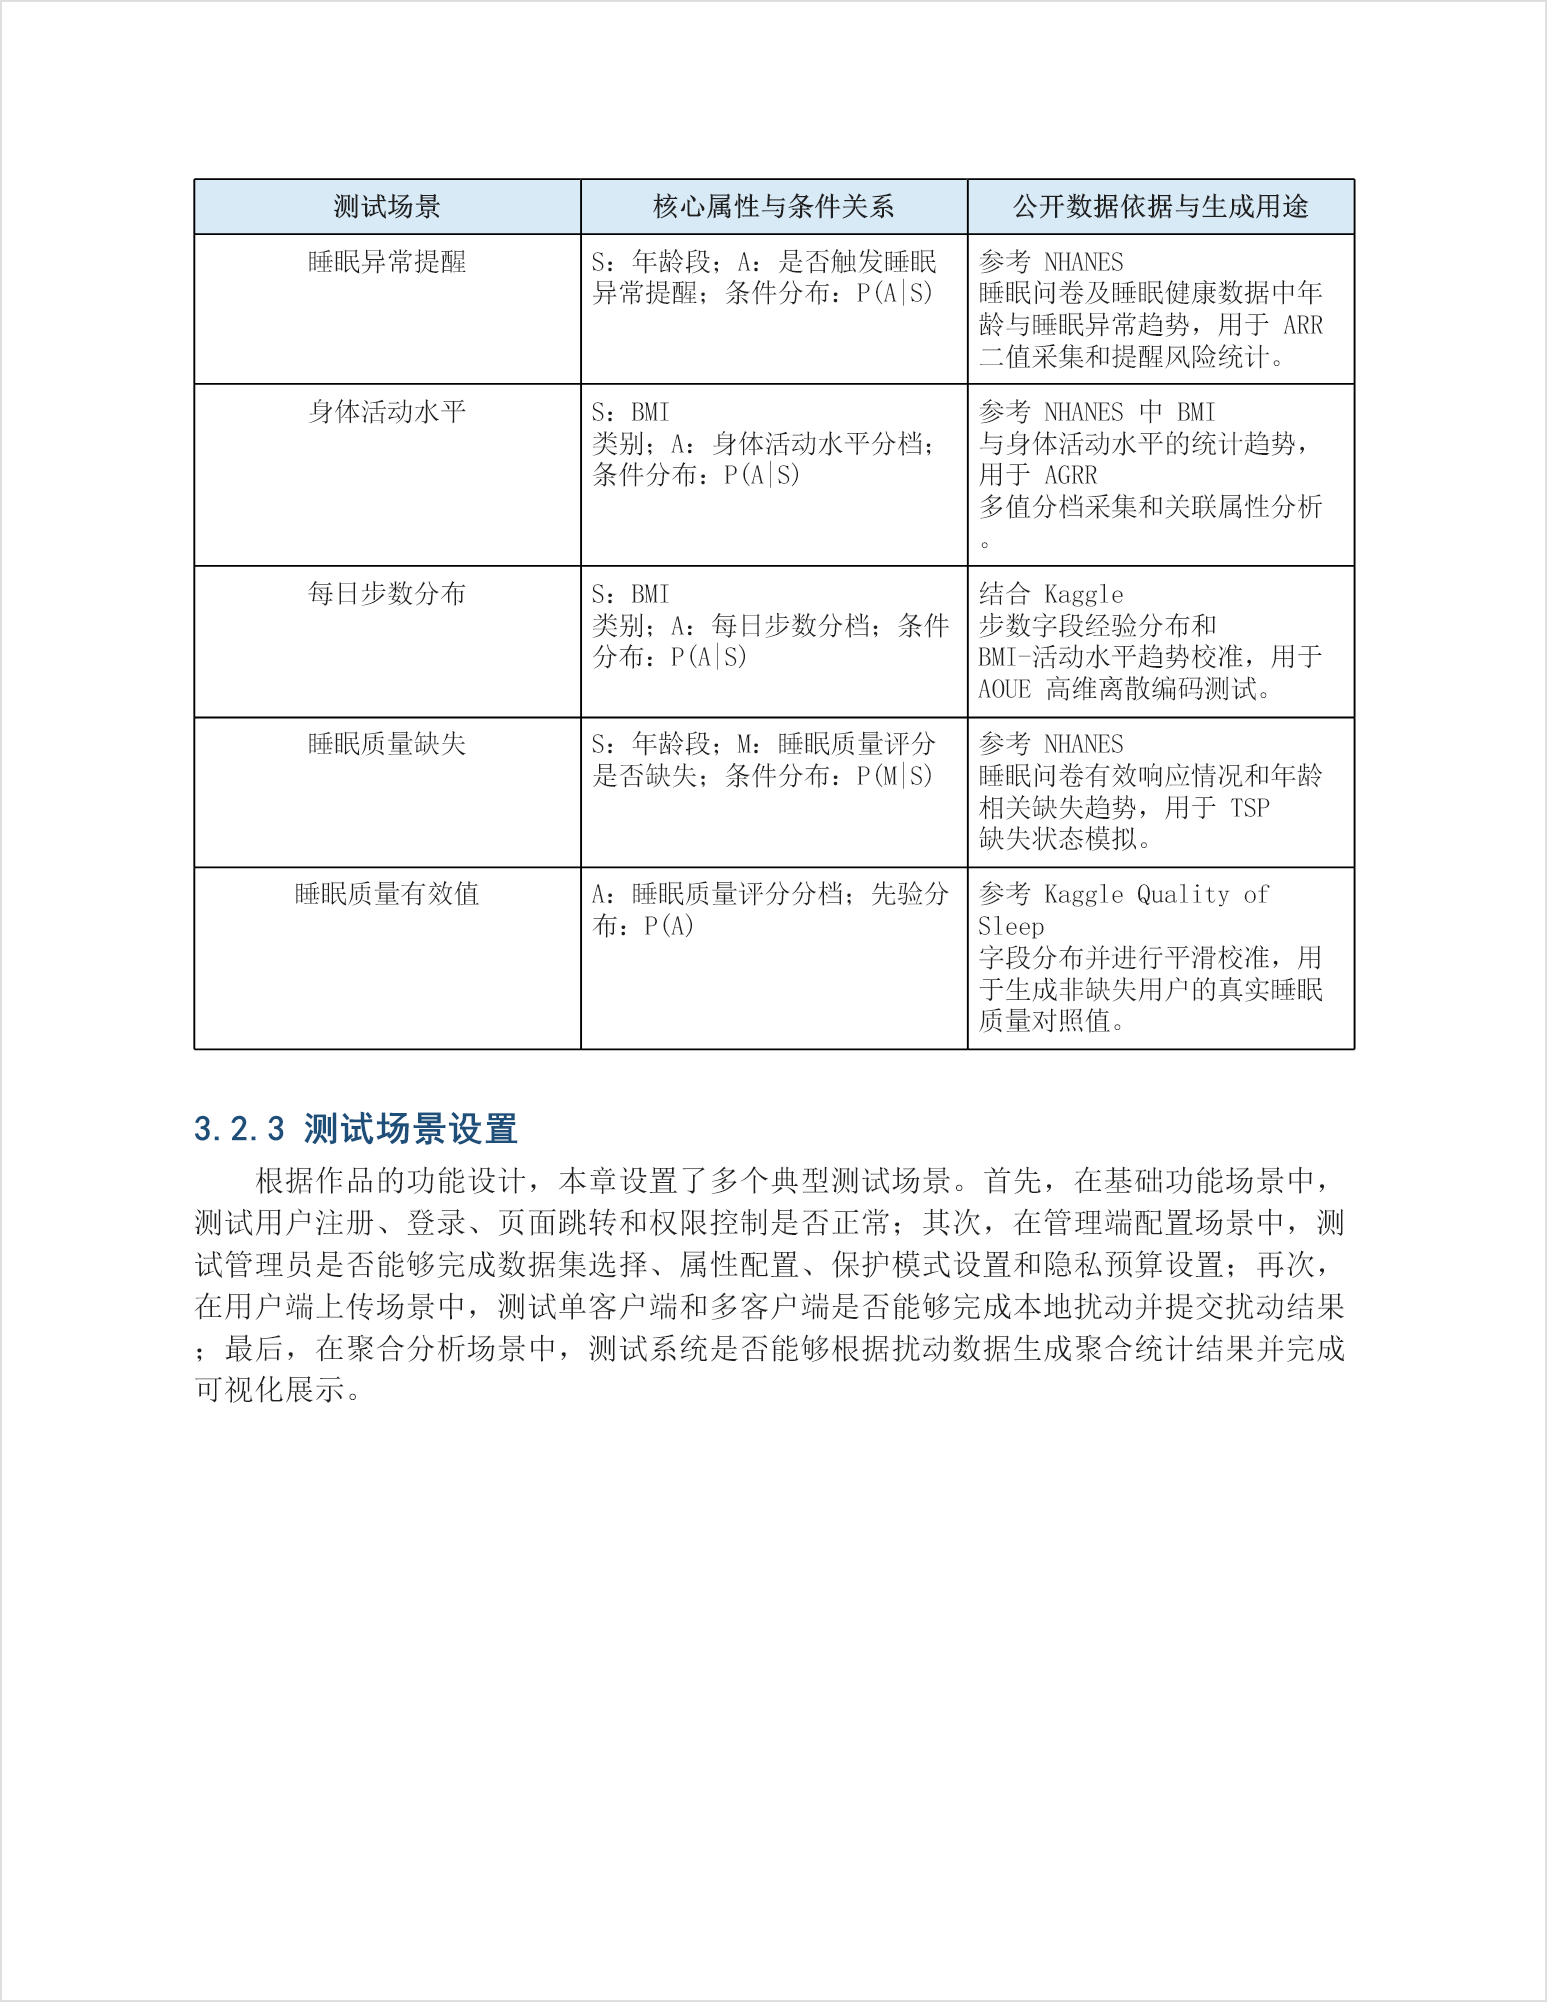 测试场景
核心属性与条件关系
公开数据依据与生成用途
睡眠异常提醒
S：年龄段；A：是否触发睡眠
异常提醒；条件分布：P(A|S)
参考 NHANES
睡眠问卷及睡眠健康数据中年
龄与睡眠异常趋势，用于 ARR
二值采集和提醒风险统计。
身体活动水平
S：BMI
类别；A：身体活动水平分档；
条件分布：P(A|S)
参考 NHANES 中 BMI
与身体活动水平的统计趋势，
用于 AGRR
多值分档采集和关联属性分析
。
每日步数分布
S：BMI
类别；A：每日步数分档；条件
分布：P(A|S)
结合 Kaggle
步数字段经验分布和
BMI-活动水平趋势校准，用于
AOUE 高维离散编码测试。
睡眠质量缺失
S：年龄段；M：睡眠质量评分
是否缺失；条件分布：P(M|S)
参考 NHANES
睡眠问卷有效响应情况和年龄
相关缺失趋势，用于 TSP
缺失状态模拟。
睡眠质量有效值
A：睡眠质量评分分档；先验分
布：P(A)
参考 Kaggle Quality of
Sleep
字段分布并进行平滑校准，用
于生成非缺失用户的真实睡眠
质量对照值。
3.2.3 测试场景设置
根据作品的功能设计，本章设置了多个典型测试场景。首先，在基础功能场景中，
测试用户注册、登录、页面跳转和权限控制是否正常；其次，在管理端配置场景中，测
试管理员是否能够完成数据集选择、属性配置、保护模式设置和隐私预算设置；再次，
在用户端上传场景中，测试单客户端和多客户端是否能够完成本地扰动并提交扰动结果
；最后，在聚合分析场景中，测试系统是否能够根据扰动数据生成聚合统计结果并完成
可视化展示。